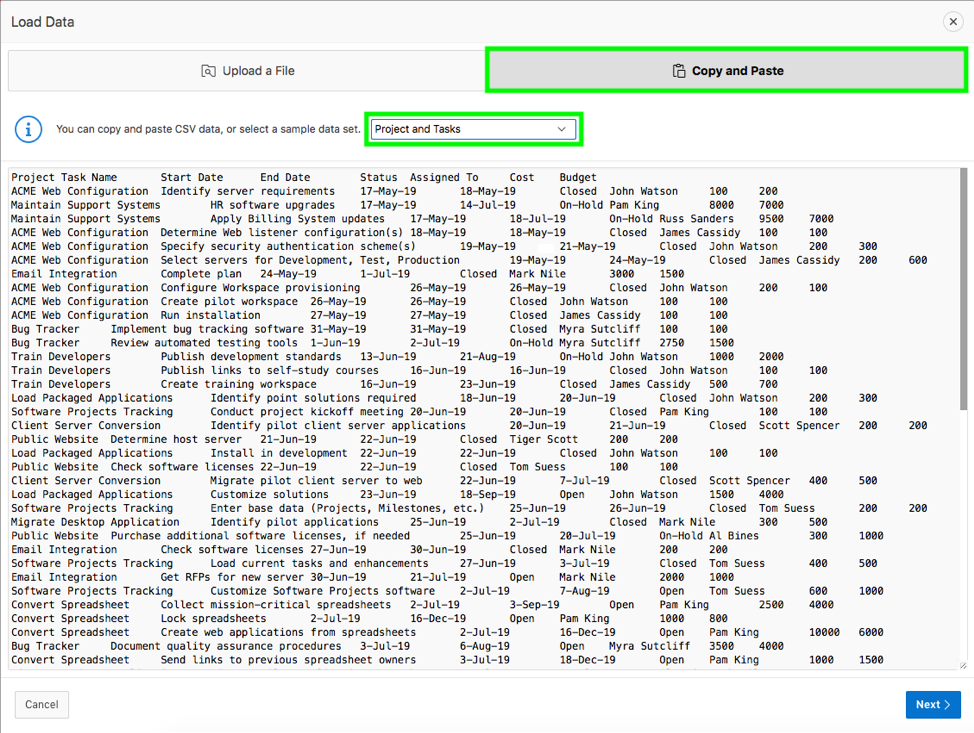 Load Data
Upload a File
Copy and Paste
You can copy and paste CSV data, or select a sample data set. Project and Tasks
Project Task Name Start Date End Date Status Assigned To Cost Budget
ACME Web Configuration Identify server requirements 17-May-19 18-May-19 Closed John Watson 100 200
Maintain Support Systems HR software upgrades 17-May-19 14-Jul-19 On-Hold Pam King 8000 7000
Maintain Support Systems Apply Billing System updates 17-May-19 18-Jul-19 On-Hold Russ Sanders 9500 7000
ACME Web Configuration Determine Web listener configuration(s) 18-May-19 18-May-19 Closed James Cassidy 100 100
ACME Web Configuration Specify security authentication scheme(s) 19-May-19 21-May-19 Closed John Watson 200 300
ACME Web Configuration Select servers for Development, Test, Production 19-May-19 24-May-19 Closed James Cassidy 200 600
Email Integration Complete plan 24-May-19 1-Jul-19 Closed Mark Nile 3000 1500
ACME Web Configuration Configure Workspace provisioning 26-May-19 26-May-19 Closed John Watson 200 100
ACME Web Configuration Create pilot workspace 26-May-19 26-May-19 Closed John Watson 100 100
ACME Web Configuration Run installation 27-May-19 27-May-19 Closed James Cassidy 100 100
Bug Tracker Implement bug tracking software 31-May-19 31-May-19 Closed Myra Sutcliff 100 100
Bug Tracker Review automated testing tools 1-Jun-19 2-Jul-19 On-Hold Myra Sutcliff 2750 1500
Train Developers Publish development standards 13-Jun-19 21-Aug-19 On-Hold John Watson 1000 2000
Train Developers Publish links to self-study courses 16-Jun-19 16-Jun-19 Closed John Watson 100 100
Train Developers Create training workspace 16-Jun-19 23-Jun-19 Closed James Cassidy 500 700
Load Packaged Applications Identify point solutions required 18-Jun-19 20-Jun-19 Closed John Watson 200 300
Software Projects Tracking Conduct project kickoff meeting 20-Jun-19 20-Jun-19 Closed Pam King 100 100
Client Server Conversion Identify pilot client server applications 20-Jun-19 21-Jun-19 Closed Scott Spencer 200 200
Public Website Determine host server 21-Jun-19 22-Jun-19 Closed Tiger Scott 200 200
Load Packaged Applications Install in development 22-Jun-19 22-Jun-19 Closed John Watson 100 100
Public Website Check software licenses 22-Jun-19 22-Jun-19 Closed Tom Suess 100 100
Client Server Conversion Migrate pilot client server to web 22-Jun-19 7-Jul-19 Closed Scott Spencer 400 500
Load Packaged Applications Customize solutions 23-Jun-19 18-Sep-19 Open John Watson 1500 4000
Software Projects Tracking Enter base data (Projects, Milestones, etc.) 25-Jun-19 26-Jun-19 Closed Tom Suess 200 200
Migrate Desktop Application Identify pilot applications 25-Jun-19 2-Jul-19 Closed Mark Nile 300 500
Public Website Purchase additional software licenses, if needed 25-Jun-19 20-Jul-19 On-Hold Al Bines 300 1000
Email Integration Check software licenses 27-Jun-19 30-Jun-19 Closed Mark Nile 200 200
Software Projects Tracking Load current tasks and enhancements 27-Jun-19 3-Jul-19 Closed Tom Suess 400 500
Email Integration Get RFPs for new server 30-Jun-19 21-Jul-19 Open Mark Nile 2000 1000
Software Projects Tracking Customize Software Projects software 2-Jul-19 7-Aug-19 Open Tom Suess 600 1000
Convert Spreadsheet Collect mission-critical spreadsheets 2-Jul-19 3-Sep-19 Open Pam King 2500 4000
Convert Spreadsheet Lock spreadsheets 2-Jul-19 16-Dec-19 Open Pam King 1000 800
Convert Spreadsheet Create web applications from spreadsheets 2-Jul-19 16-Dec-19 Open Pam King 10000 6000
Bug Tracker Document quality assurance procedures 3-Jul-19 6-Aug-19 Open Myra Sutcliff 3500 4000
Convert Spreadsheet Send links to previous spreadsheet owners 3-Jul-19 18-Dec-19 Open Pam King 1000 1500
Cancel
Next